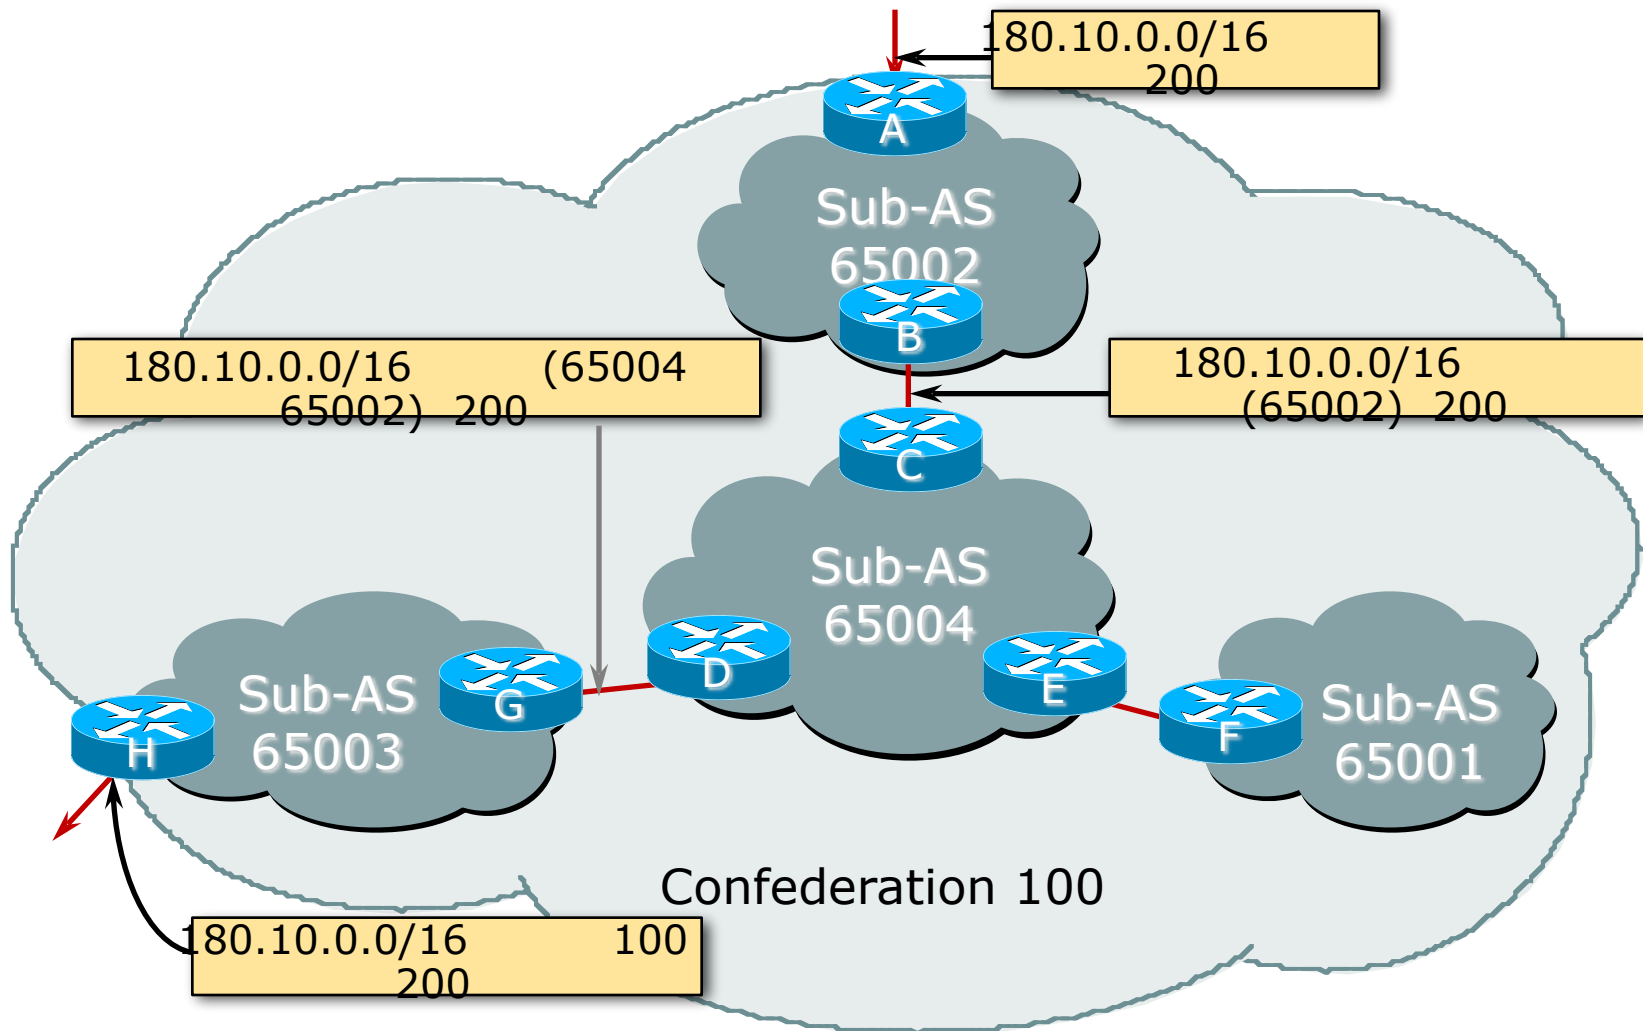 180.10.0.0/16
200
A
Sub-AS
65002
B
180.10.0.0/16 (65004
65002) 200
180.10.0.0/16
(65002) 200
C
Sub-AS
65004
D
E
Sub-AS
65003
G
H
F
Sub-AS
65001
Confederation 100
180.10.0.0/16 100
200